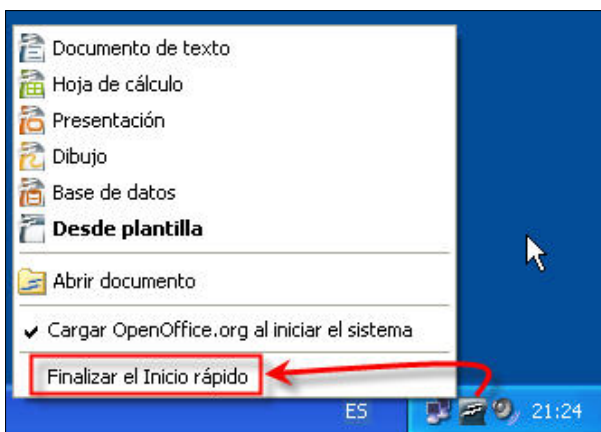 Documento de texto
Hoja de cálculo
Presentación
Dibujo
Base de datos
Desde plantilla
Abrir documento
Cargar OpenOffice.org al iniciar el sistema
Finalizar el Inicio rápido
ES 21:24